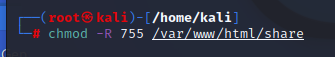 ┌──(root㉿kali)-[/home/kali]
└─# chmod -R 755 /var/www/html/share